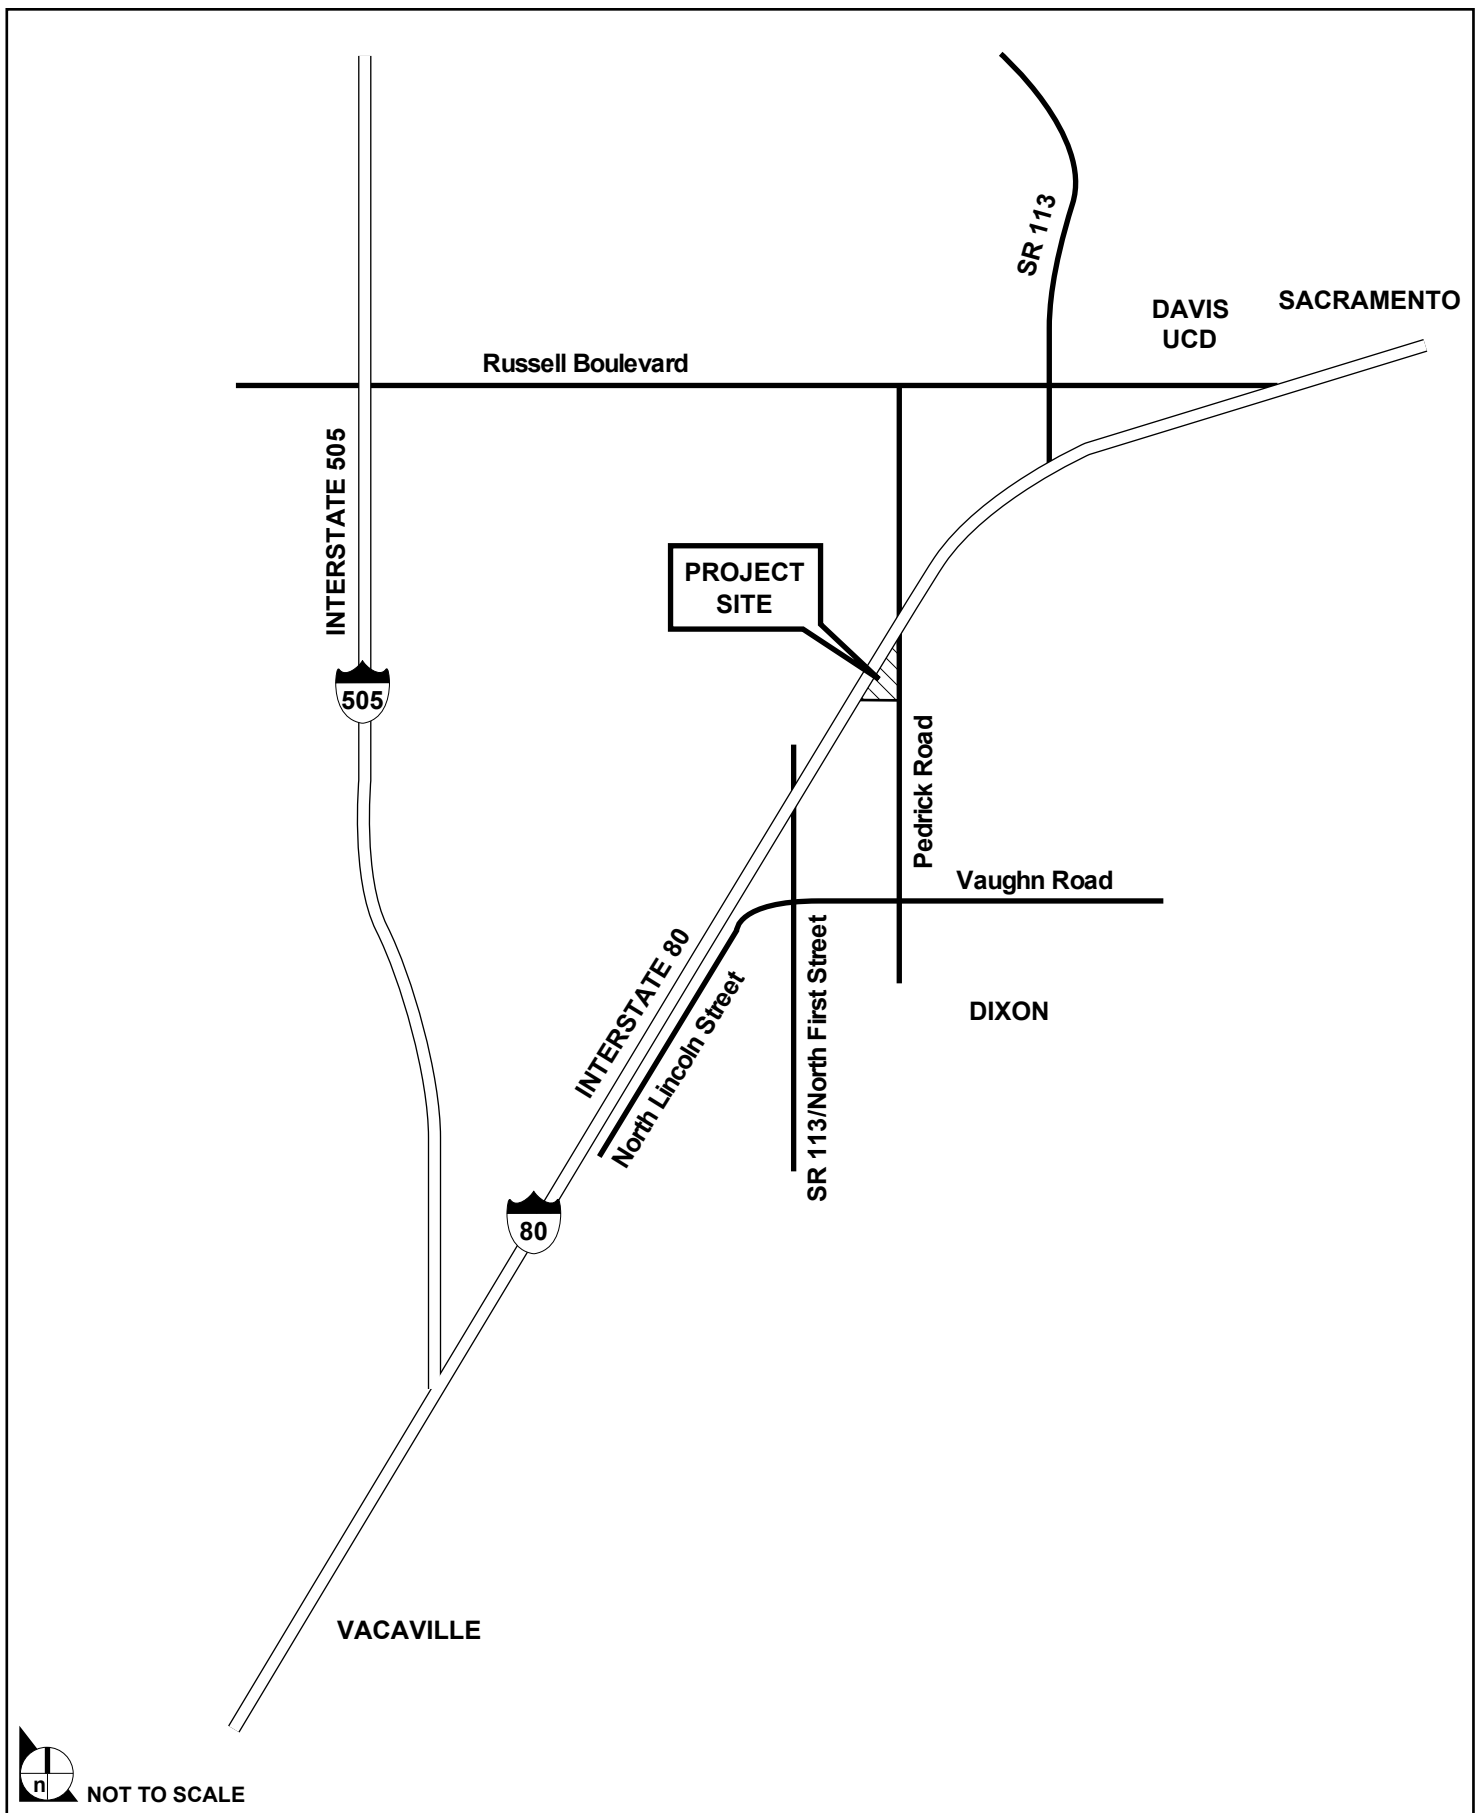 SR 113
DAVIS
UCD
SACRAMENTO
Russell Boulevard
INTERSTATE 505
PROJECT
SITE
505
Pedrick Road
Vaughn Road
INTERSTATE 80
North Lincoln Street
SR 113/North First Street
DIXON
80
VACAVILLE
n
NOT TO SCALE